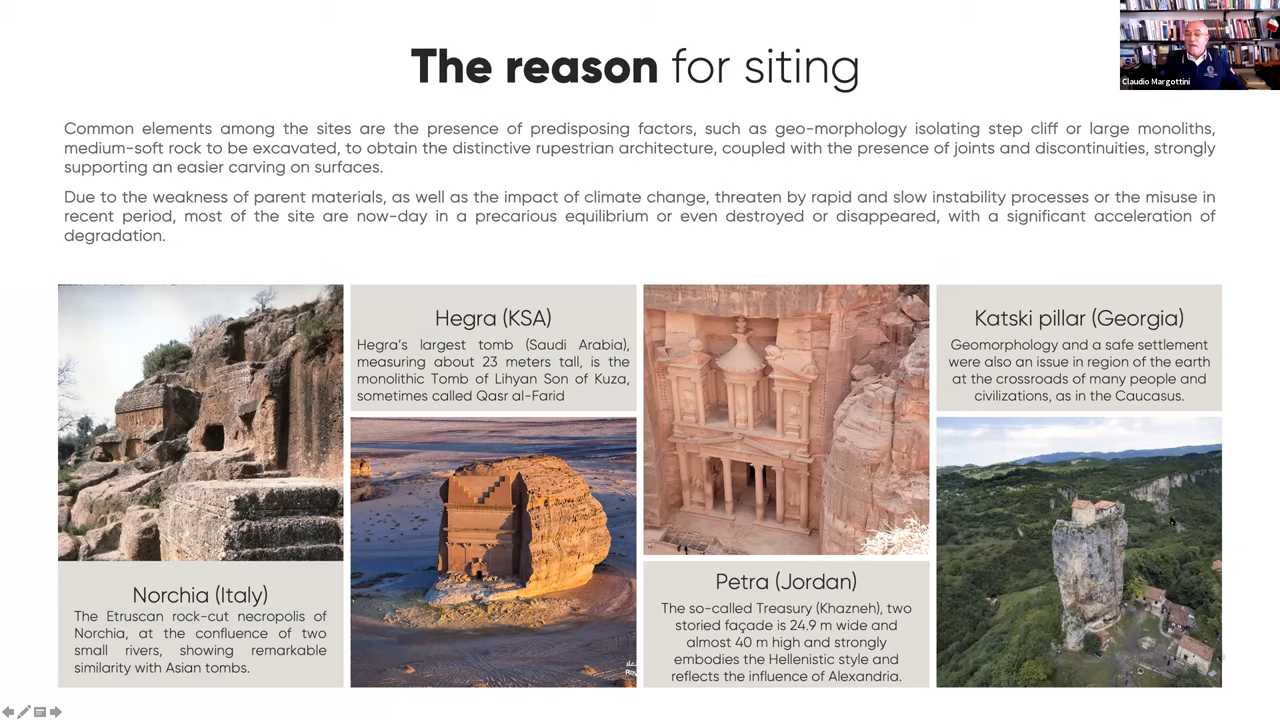 Claudio Margottini
The reason for siting
Common elements among the sites are the presence of predisposing factors, such as geo-morphology isolating step cliff or large monoliths,
medium-soft rock to be excavated, to obtain the distinctive rupestrian architecture, coupled with the presence of joints and discontinuities, strongly
supporting an easier carving on surfaces.
Due to the weakness of parent materials, as well as the impact of climate change, threaten by rapid and slow instability processes or the misuse in
recent period, most of the site are now-day in a precarious equilibrium or even destroyed or disappeared, with a significant acceleration of
degradation.
Norchia (Italy)
The Etruscan rock-cut necropolis of
Norchia, at the confluence of two
small rivers, showing remarkable
similarity with Asian tombs.
Hegra (KSA)
Hegra's largest tomb (Saudi Arabia),
measuring about 23 meters tall, is the
monolithic Tomb of Lihyan Son of Kuza,
sometimes called Qasr al-Farid
Petra (Jordan)
The so-called Treasury (Khazneh), two
storied façade is 24.9 m wide and
almost 40 m high and strongly
embodies the Hellenistic style and
reflects the influence of Alexandria.
Katski pillar (Georgia)
Geomorphology and a safe settlement
were also an issue in region of the earth
at the crossroads of many people and
civilizations, as in the Caucasus.